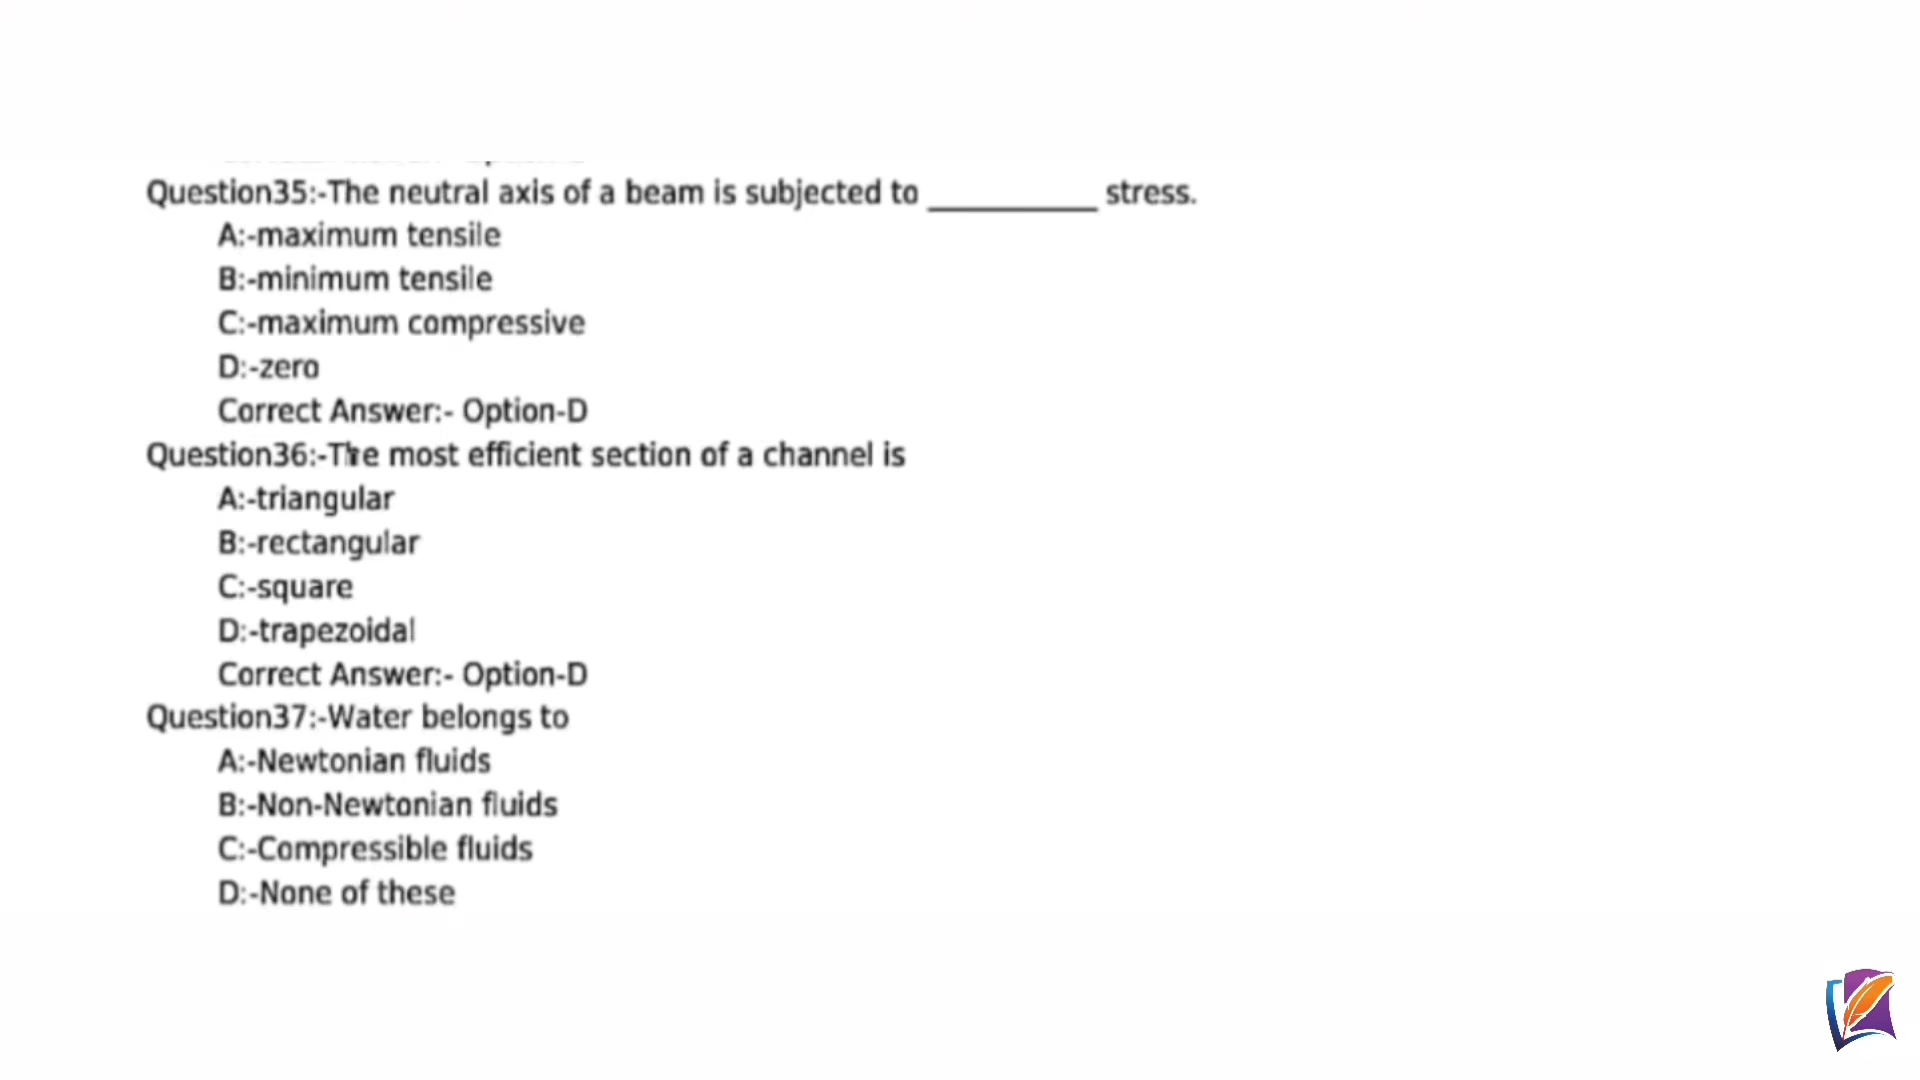 Question35:-The neutral axis of a beam is subjected to ___________ stress.
A:-maximum tensile
B:-minimum tensile
C:-maximum compressive
D:-zero
Correct Answer:- Option-D
Question36:-The most efficient section of a channel is
A:-triangular
B:-rectangular
C:-square
D:-trapezoidal
Correct Answer:- Option-D
Question37:-Water belongs to
A:-Newtonian fluids
B:-Non-Newtonian fluids
C:-Compressible fluids
D:-None of these